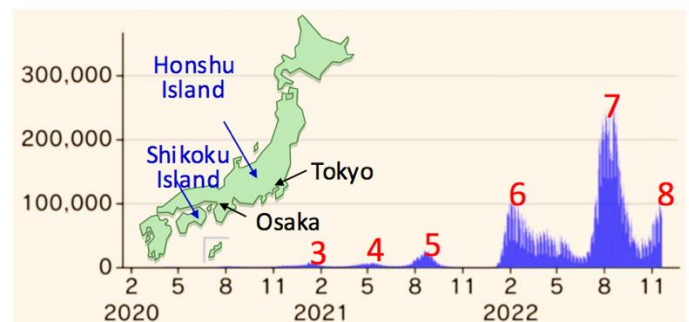 300,000
200,000
100,000
0
Honshu
Island
Shikoku
Island
Tokyo
Osaka
3
4
5
6
7
8
2 5 8 11 2 5 8 11 2 5 8 11
2020 2021 2022